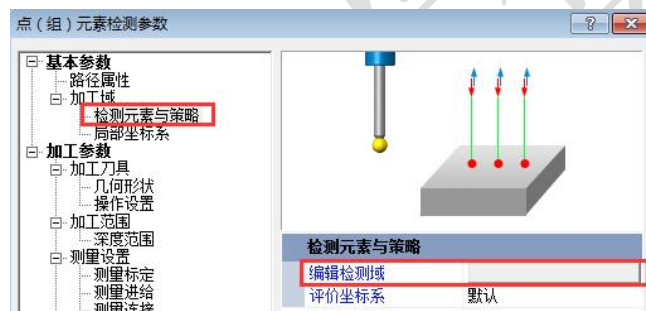 点（组）元素检测参数
基本参数
路径属性
加工域
检测元素与策略
局部坐标系
加工参数
加工刀具
几何形状
操作设置
加工范围
深度范围
测量设置
测量标定
测量进给
测量连接
检测元素与策略
编辑检测域
评价坐标系 默认